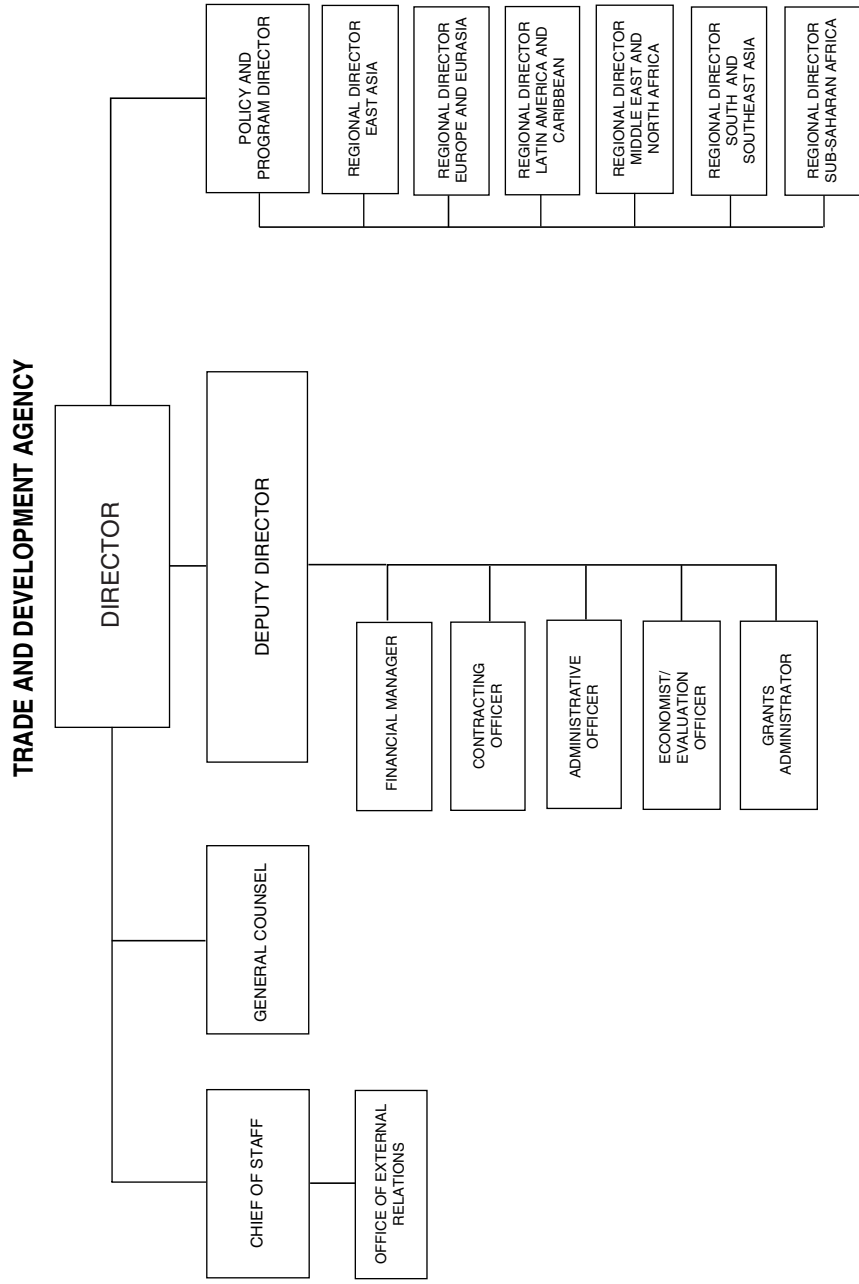 TRADE AND DEVELOPMENT AGENCY
DIRECTOR
CHIEF OF STAFF
GENERAL COUNSEL
DEPUTY DIRECTOR
POLICY AND
PROGRAM DIRECTOR
OFFICE OF EXTERNAL
RELATIONS
FINANCIAL MANAGER
CONTRACTING
OFFICER
ADMINISTRATIVE
OFFICER
ECONOMIST/
EVALUATION
OFFICER
GRANTS
ADMINISTRATOR
REGIONAL DIRECTOR
EAST ASIA
REGIONAL DIRECTOR
EUROPE AND EURASIA
REGIONAL DIRECTOR
LATIN AMERICA AND
CARIBBEAN
REGIONAL DIRECTOR
MIDDLE EAST AND
NORTH AFRICA
REGIONAL DIRECTOR
SOUTH AND
SOUTHEAST ASIA
REGIONAL DIRECTOR
SUB-SAHARAN AFRICA